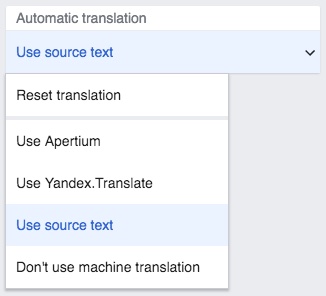 Automatic translation
Use source text
Reset translation
Use Apertium
Use Yandex.Translate
Use source text
Don't use machine translation